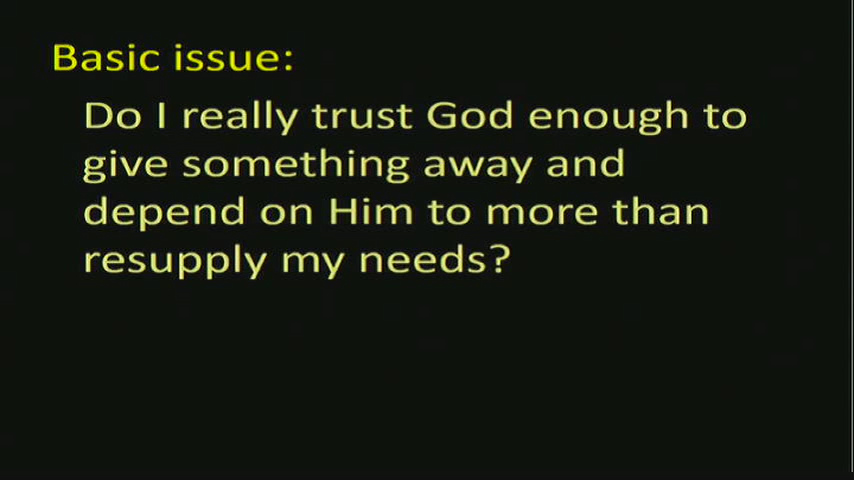 Basic issue:
Do I really trust God enough to
give something away and
depend on Him to more than
resupply my needs?